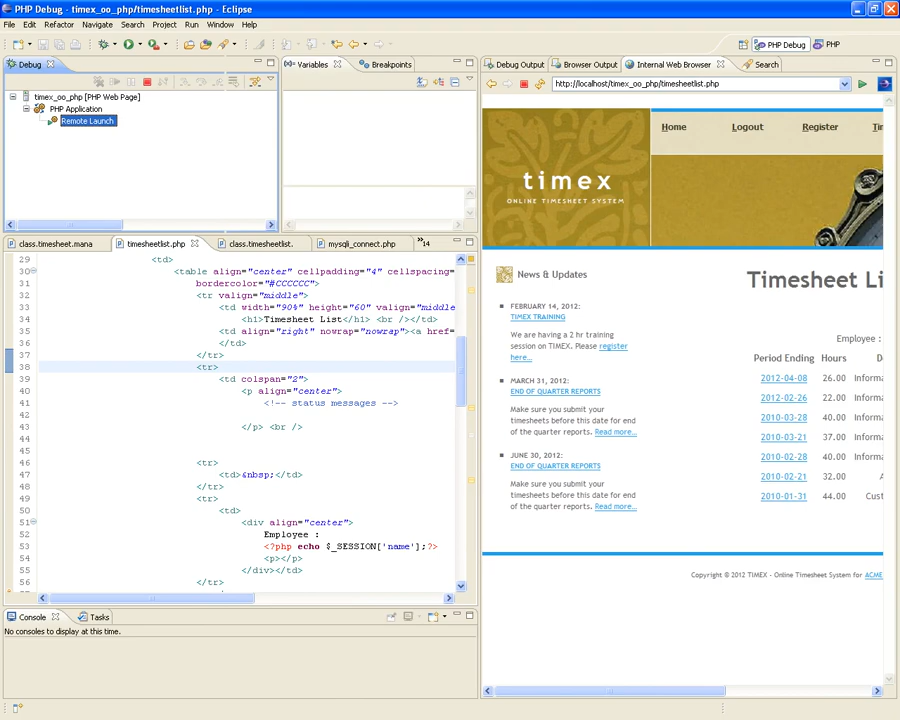 PHP Debug - timex_oo_php/timesheetlist.php - Eclipse
File Edit Refactor Navigate Search Project Run Window Help
PHP Debug PHP
Debug
timex_oo_php [PHP Web Page]
PHP Application
Remote Launch
Variables Breakpoints
Debug Output Browser Output Internal Web Browser Search
http://localhost/timex_oo_php/timesheetlist.php
class.timesheet.mana timesheetlist.php class.timesheetlist. mysqli_connect.php »14
29 <td>
30 <table align="center" cellpadding="4" cellspacing=
31 bordercolor="#CCCCCC">
32 <tr valign="middle">
33 <td width="90%" height="60" valign="middle
34 <h1>Timesheet List</h1> <br /></td>
35 <td align="right" nowrap="nowrap"><a href=
36 </td>
37 </tr>
38 <tr>
39 <td colspan="2">
40 <p align="center">
41 <!-- status messages -->
42
43 </p> <br />
44
45
46 <tr>
47 <td>&nbsp;</td>
48 </tr>
49 <tr>
50 <td>
51 <div align="center">
52 Employee :
53 <?php echo $_SESSION['name'];?>
54 <p></p>
55 </div></td>
56 </tr>
Console Tasks
No consoles to display at this time.
Home Logout Register
timex
ONLINE TIMESHEET SYSTEM
News & Updates
FEBRUARY 14, 2012:
TIMEX TRAINING
We are having a 2 hr training
session on TIMEX. Please register
here...
MARCH 31, 2012:
END OF QUARTER REPORTS
Make sure you submit your
timesheets before this date for end
of the quarter reports. Read more...
JUNE 30, 2012:
END OF QUARTER REPORTS
Make sure you submit your
timesheets before this date for end
of the quarter reports. Read more...
Timesheet Li
Employee :
Period Ending Hours D
2012-04-08 26.00 Informa
2012-02-26 22.00 Informa
2010-03-28 40.00 Informa
2010-03-21 37.00 Informa
2010-02-28 40.00 Informa
2010-02-21 32.00 A
2010-01-31 44.00 Cust
Copyright © 2012 TIMEX - Online Timesheet System for ACME